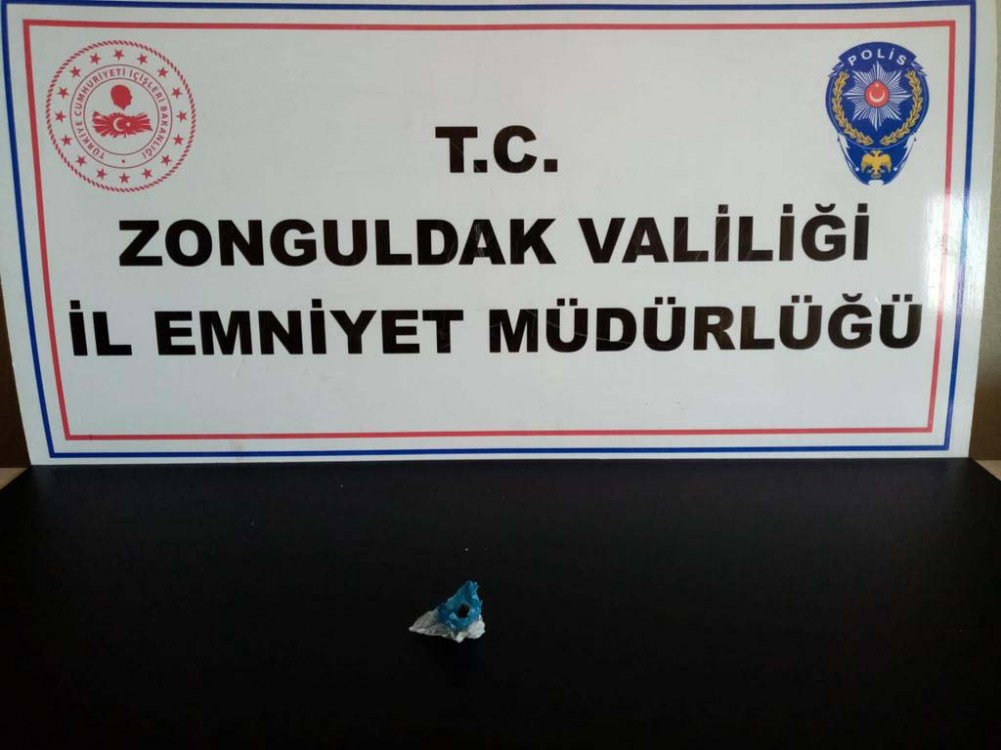 TÜRKİYE CUMHURİYETİ İÇİŞLERİ BAKANLIĞI
POLİS
T.C.
ZONGULDAK VALİLİĞİ
İL EMNİYET MÜDÜRLÜĞÜ